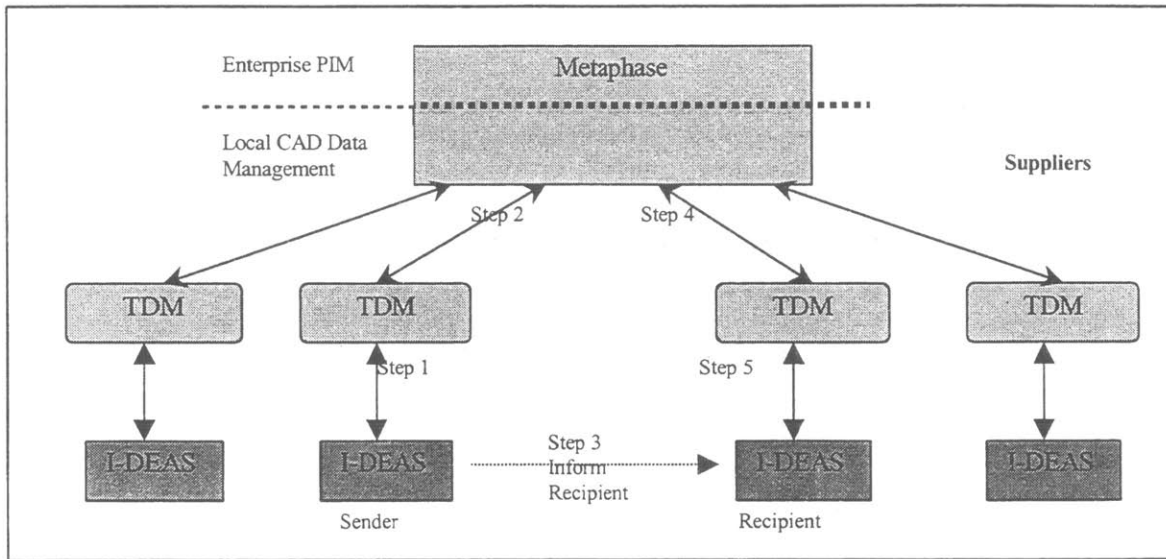 Enterprise PIM
Metaphase
Local CAD Data
Management
Suppliers
Step 2
Step 4
TDM
TDM
TDM
TDM
Step 1
Step 5
I-DEAS
I-DEAS
Step 3
Inform
Recipient
I-DEAS
I-DEAS
Sender
Recipient